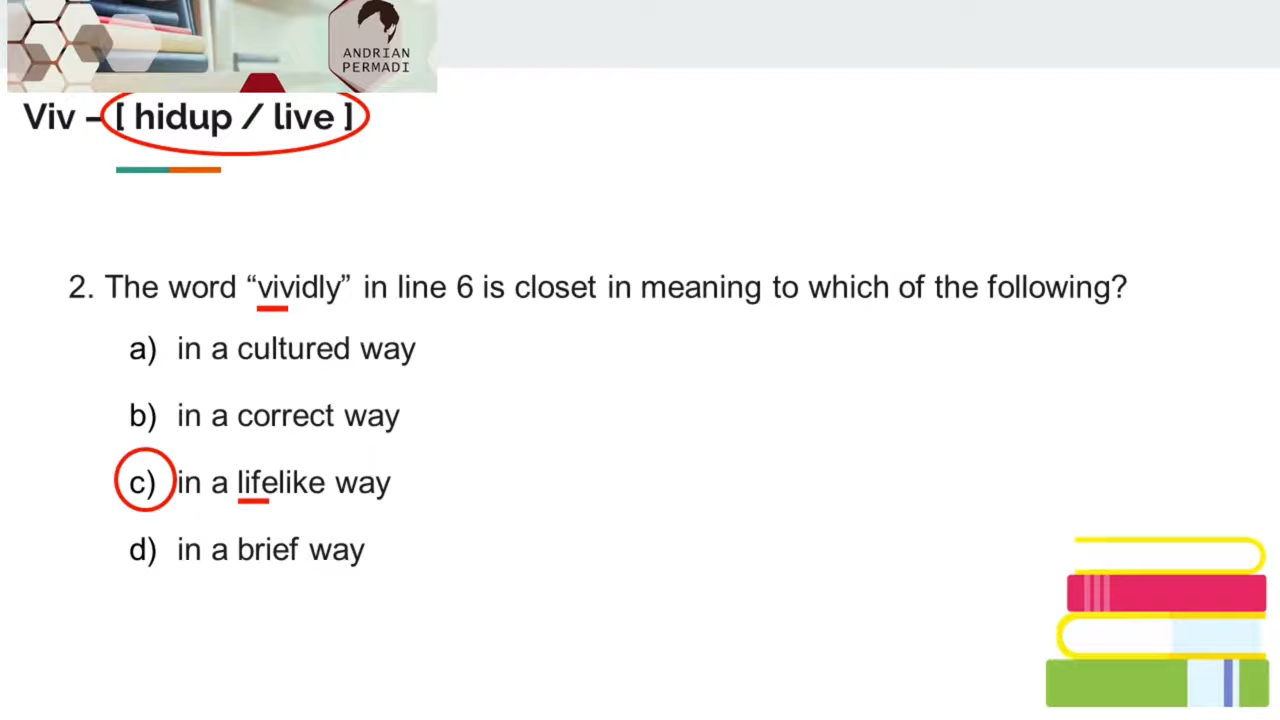 ANDRIAN
PERMADI
Viv – [ hidup / live ]
2. The word “vividly” in line 6 is closet in meaning to which of the following?
a) in a cultured way
b) in a correct way
c) in a lifelike way
d) in a brief way